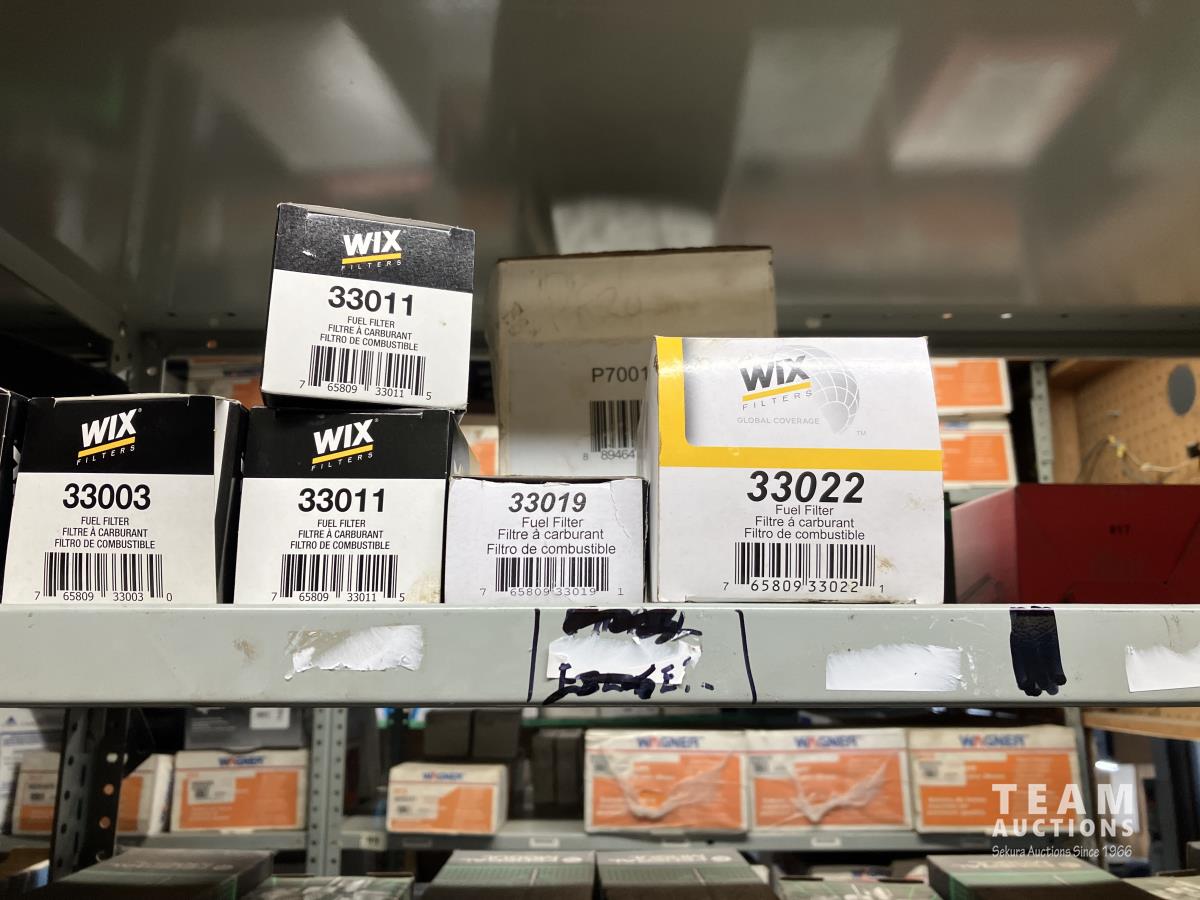 WIX
FILTERS
33011
FUEL FILTER
FILTRE À CARBURANT
FILTRO DE COMBUSTIBLE
7 65809 33011 5
P7001
8 89464
WIX
FILTERS
GLOBAL COVERAGE
TM
33022
Fuel Filter
Filtre à carburant
Filtro de combustible
7 65809 33022 1
WIX
FILTERS
33003
FUEL FILTER
FILTRE À CARBURANT
FILTRO DE COMBUSTIBLE
7 65809 33003 0
WIX
FILTERS
33011
FUEL FILTER
FILTRE À CARBURANT
FILTRO DE COMBUSTIBLE
7 65809 33011 5
33019
Fuel Filter
Filtre à carburant
Filtro de combustible
7 65809 33019 1
817
WAGNER
WAGNER
WAGNER
WAGNER
WAGNER
TEAM
AUCTIONS
Sekura Auctions Since 1966